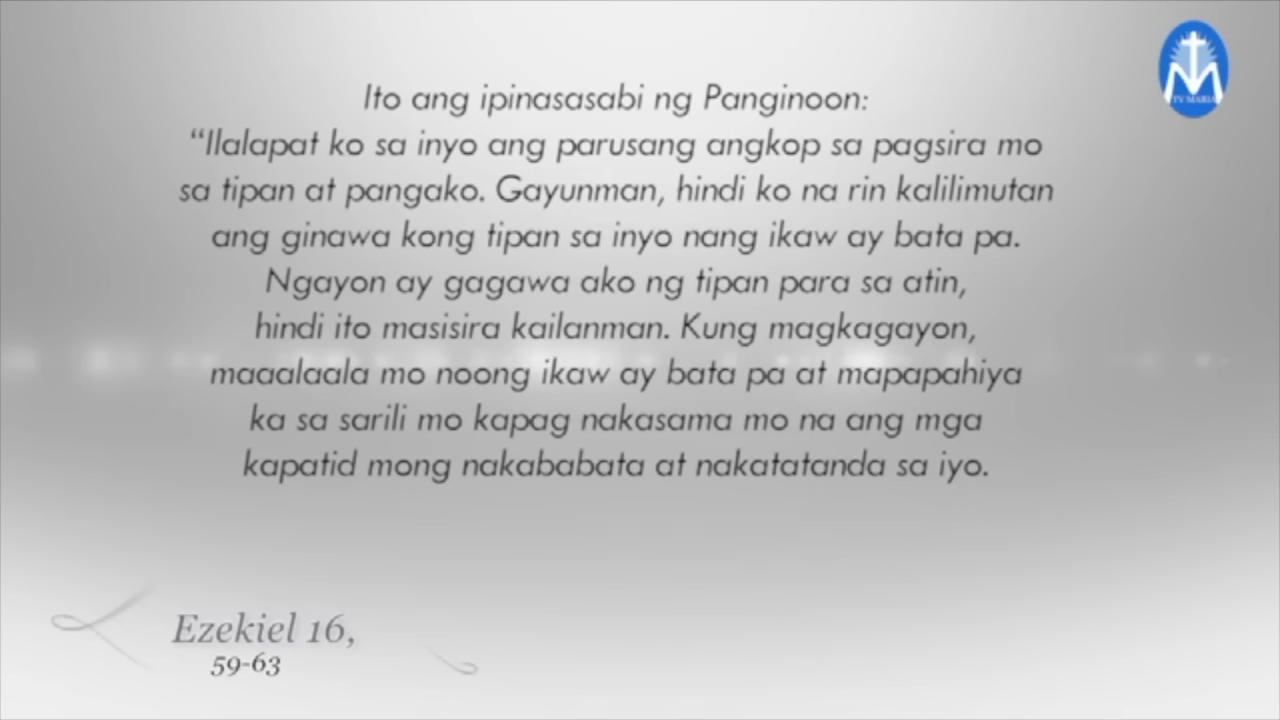 TV MARIA
Ito ang ipinasasabi ng Panginoon:
“Ilalapat ko sa inyo ang parusang angkop sa pagsira mo
sa tipan at pangako. Gayunman, hindi ko na rin kalilimutan
ang ginawa kong tipan sa inyo nang ikaw ay bata pa.
Ngayon ay gagawa ako ng tipan para sa atin,
hindi ito masisira kailanman. Kung magkagayon,
maaalaala mo noong ikaw ay bata pa at mapapahiya
ka sa sarili mo kapag nakasama mo na ang mga
kapatid mong nakababata at nakatatanda sa iyo.
Ezekiel 16,
59-63